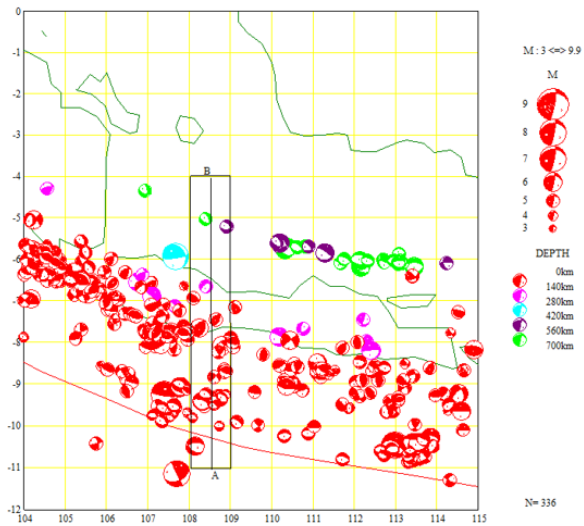 0
-1
-2
-3
-4
-5
-6
-7
-8
-9
-10
-11
-12
104 105 106 107 108 109 110 111 112 113 114 115
B
A
M : 3 <=> 9.9
M
9
8
7
6
5
4
3
DEPTH
0km
140km
280km
420km
560km
700km
N= 336